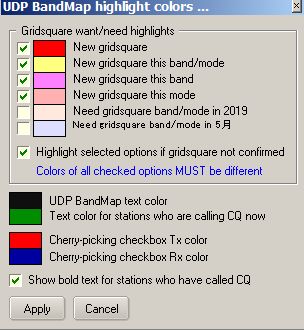 UDP BandMap highlight colors ...
Gridsquare want/need highlights
New gridsquare
New gridsquare this band/mode
New gridsquare this band
New gridsquare this mode
Need gridsquare band/mode in 2019
Need gridsquare band/mode in 5月
Highlight selected options if gridsquare not confirmed
Colors of all checked options MUST be different
UDP BandMap text color
Text color for stations who are calling CQ now
Cherry-picking checkbox Tx color
Cherry-picking checkbox Rx color
Show bold text for stations who have called CQ
Apply Cancel